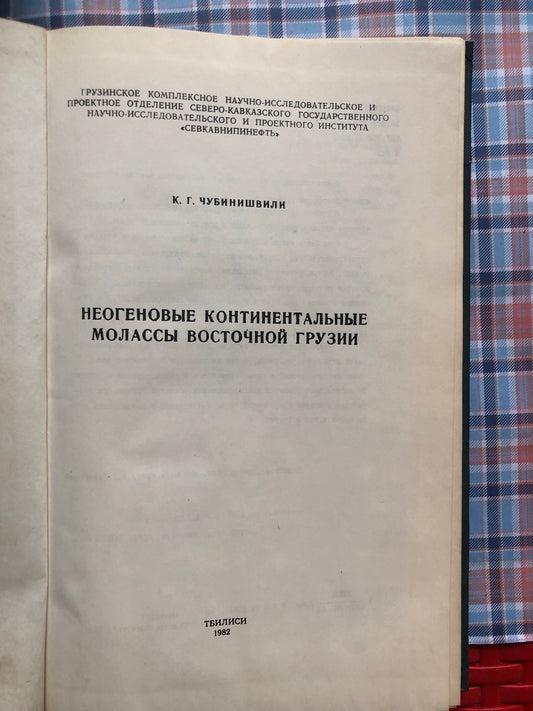 ГРУЗИНСКОЕ КОМПЛЕКСНОЕ НАУЧНО-ИССЛЕДОВАТЕЛЬСКОЕ И
ПРОЕКТНОЕ ОТДЕЛЕНИЕ СЕВЕРО-КАВКАЗСКОГО ГОСУДАРСТВЕННОГО
НАУЧНО-ИССЛЕДОВАТЕЛЬСКОГО И ПРОЕКТНОГО ИНСТИТУТА
«СЕВКАВНИПИНЕФТЬ»
К. Г. ЧУБИНИШВИЛИ
НЕОГЕНОВЫЕ КОНТИНЕНТАЛЬНЫЕ
МОЛАССЫ ВОСТОЧНОЙ ГРУЗИИ
ТБИЛИСИ
1982